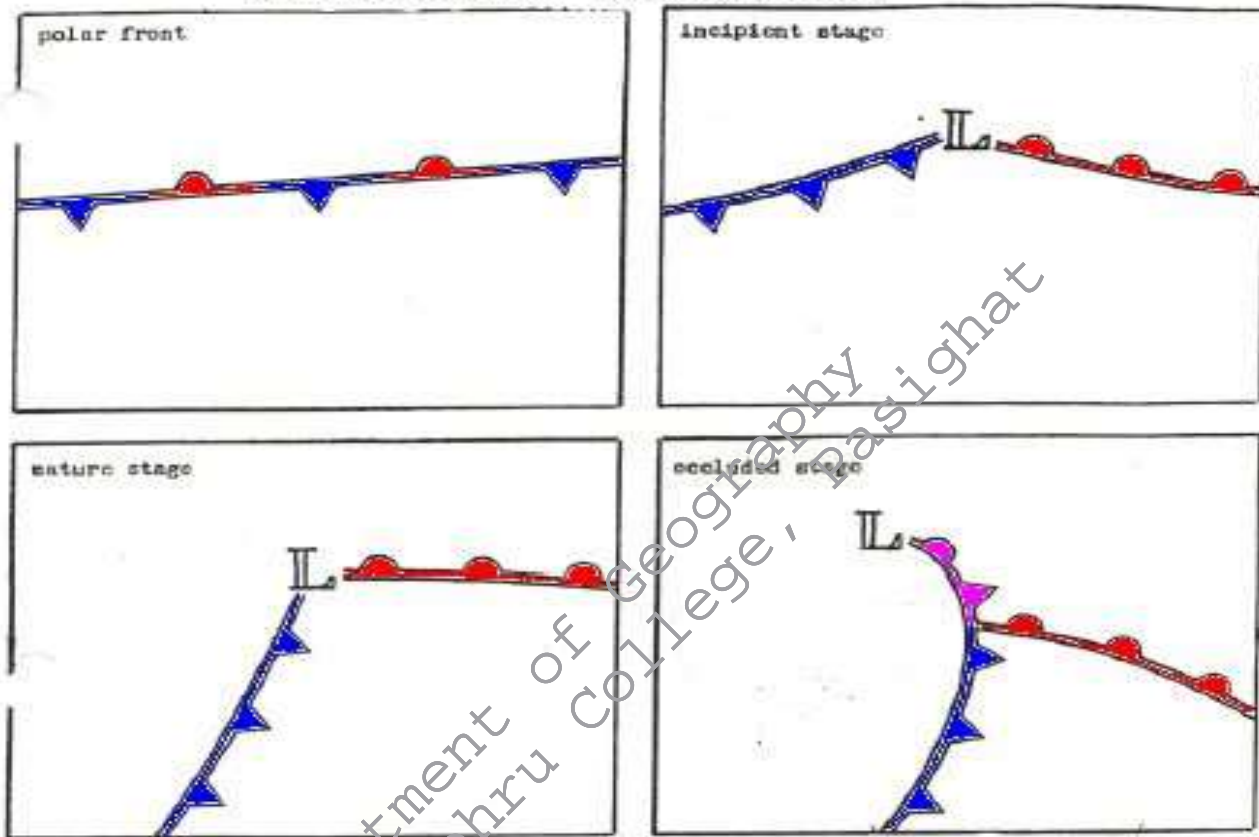 polar front
incipient stage
mature stage
occluded stage
L
L
L
of Geography
College, Pasighat